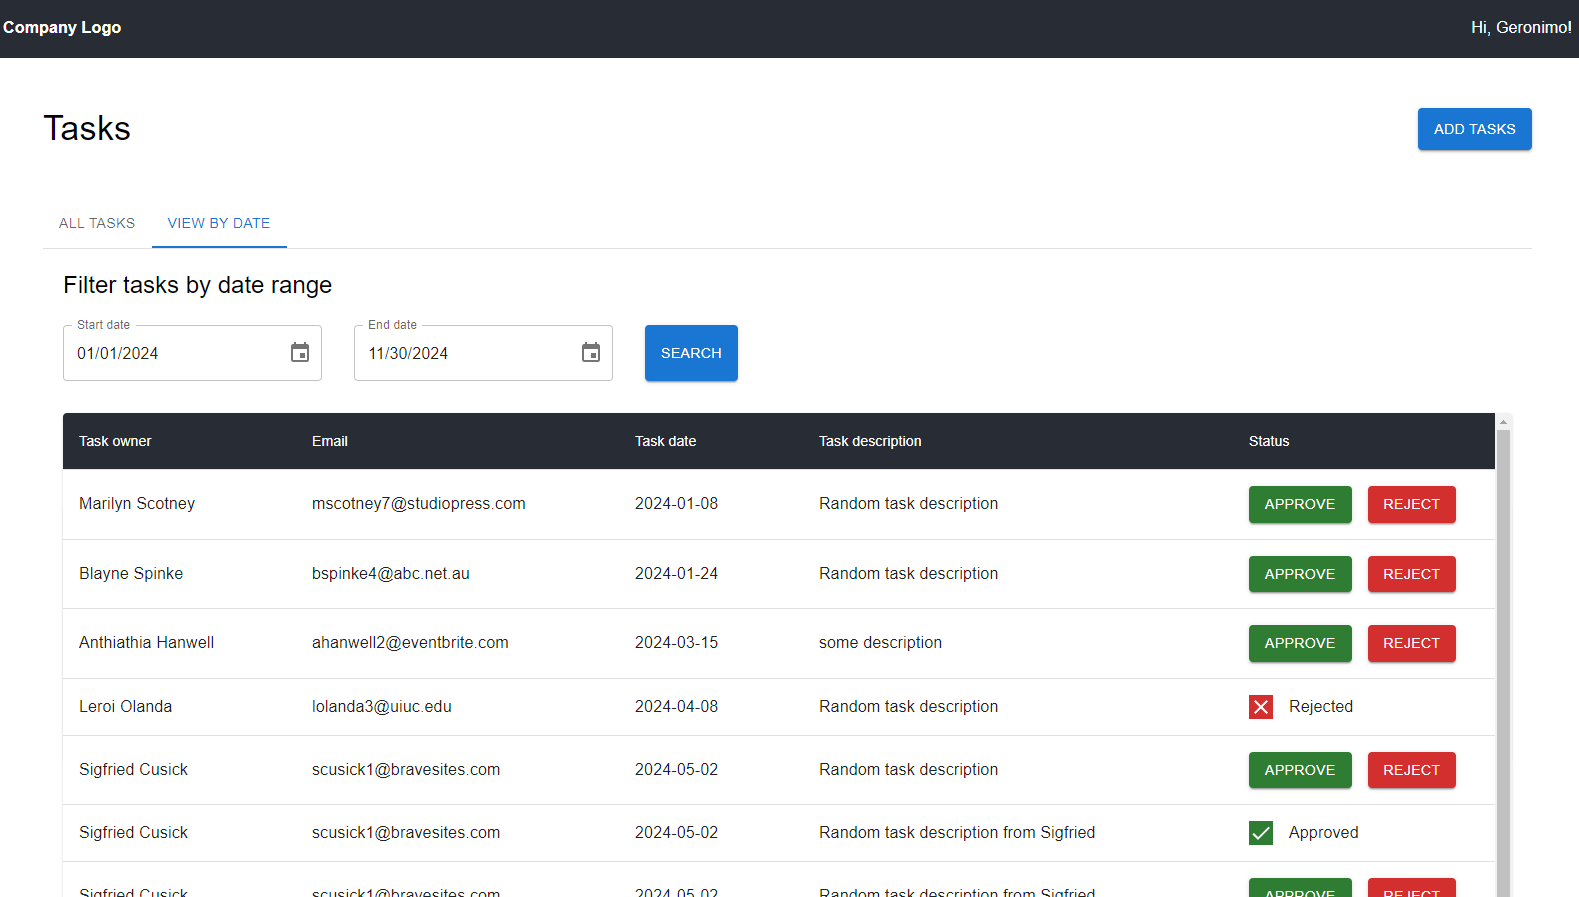 Company Logo Hi, Geronimo!
Tasks ADD TASKS
ALL TASKS VIEW BY DATE
Filter tasks by date range
Start date End date
01/01/2024 11/30/2024 SEARCH
Task owner Email Task date Task description Status
Marilyn Scotney mscotney7@studiopress.com 2024-01-08 Random task description APPROVE REJECT
Blayne Spinke bspinke4@abc.net.au 2024-01-24 Random task description APPROVE REJECT
Anthiathia Hanwell ahanwell2@eventbrite.com 2024-03-15 some description APPROVE REJECT
Leroi Olanda lolanda3@uiuc.edu 2024-04-08 Random task description Rejected
Sigfried Cusick scusick1@bravesites.com 2024-05-02 Random task description APPROVE REJECT
Sigfried Cusick scusick1@bravesites.com 2024-05-02 Random task description from Sigfried Approved
Sigfried Cusick scusick1@bravesites.com 2024-05-02 Random task description from Sigfried APPROVE REJECT